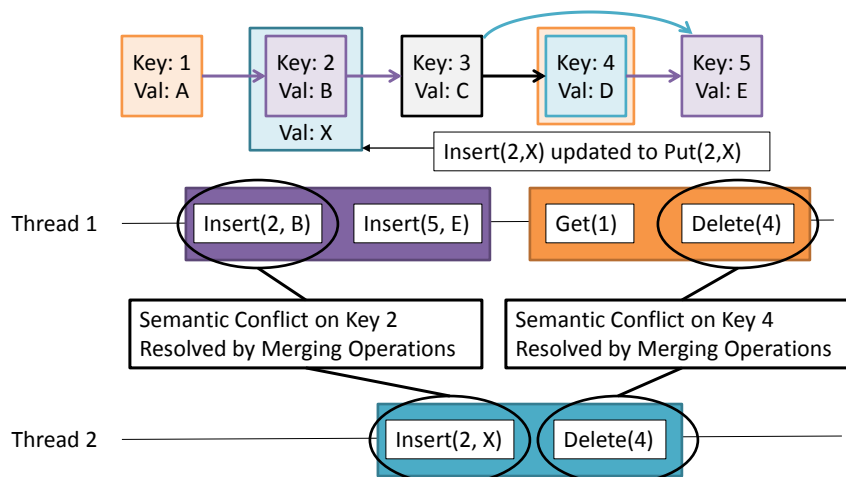 Key: 1
Val: A
Key: 2
Val: B
Val: X
Key: 3
Val: C
Key: 4
Val: D
Key: 5
Val: E
Insert(2,X) updated to Put(2,X)
Thread 1
Insert(2, B)
Insert(5, E)
Get(1)
Delete(4)
Semantic Conflict on Key 2
Resolved by Merging Operations
Semantic Conflict on Key 4
Resolved by Merging Operations
Thread 2
Insert(2, X)
Delete(4)